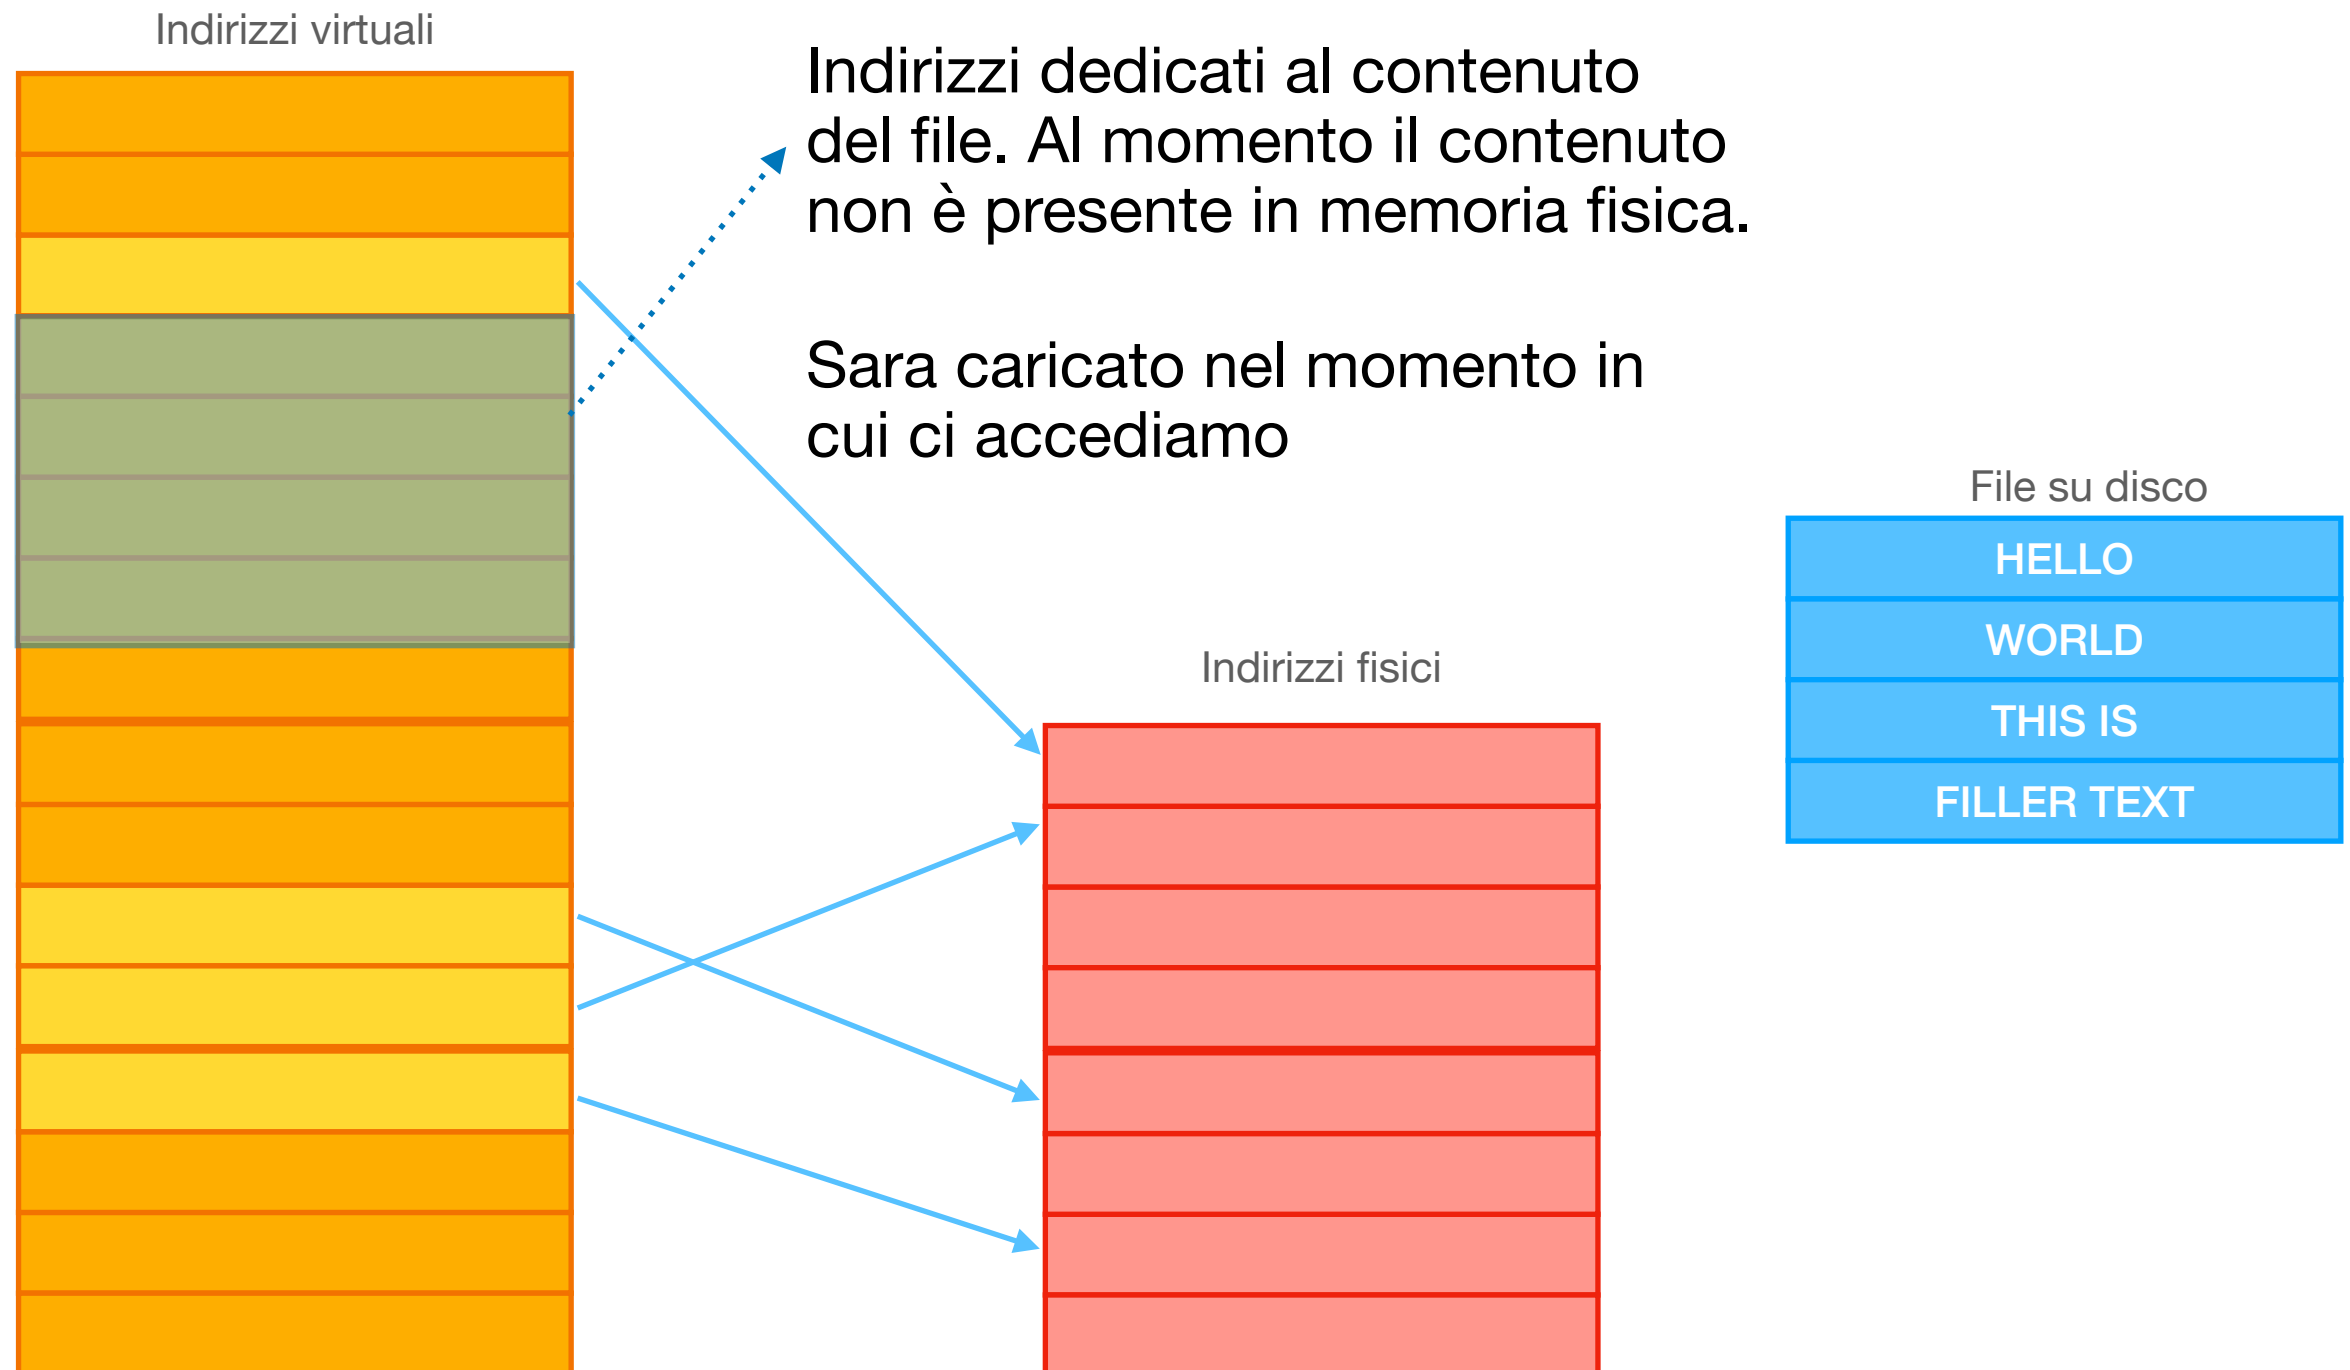 Indirizzi virtuali
Indirizzi dedicati al contenuto
del file. Al momento il contenuto
non è presente in memoria fisica.
Sara caricato nel momento in
cui ci accediamo
File su disco
HELLO
WORLD
THIS IS
FILLER TEXT
Indirizzi fisici